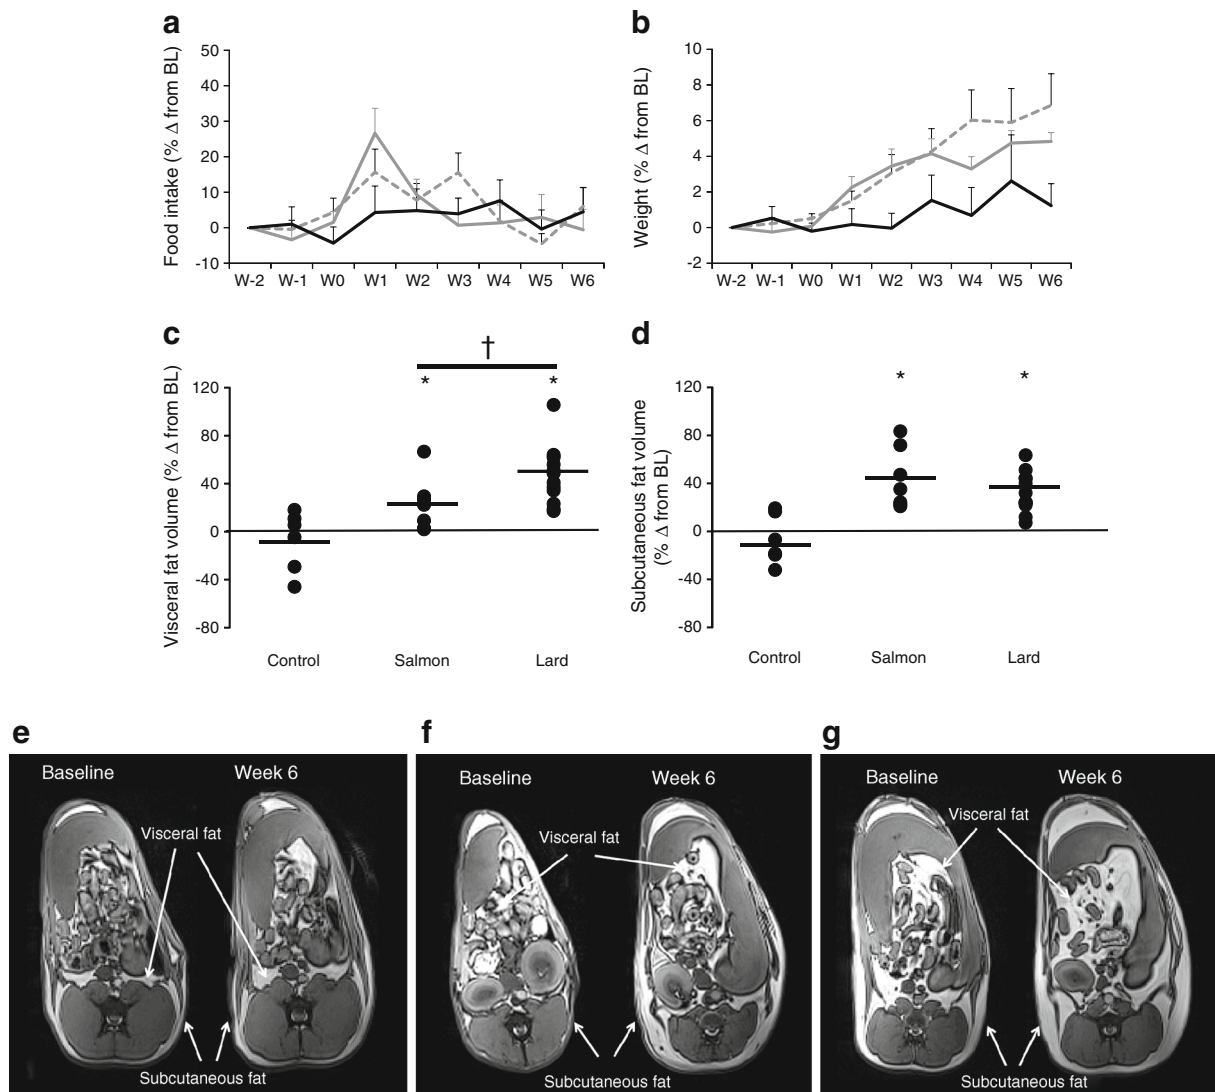 a
b
Food intake (% Δ from BL)
50
40
30
20
10
0
-10
W-2 W-1 W0 W1 W2 W3 W4 W5 W6
Weight (% Δ from BL)
10
8
6
4
2
0
-2
W-2 W-1 W0 W1 W2 W3 W4 W5 W6
c
d
Visceral fat volume (% Δ from BL)
120
80
40
0
-40
-80
†
* *
Control Salmon Lard
Subcutaneous fat volume
(% Δ from BL)
120
80
40
0
-40
-80
* *
Control Salmon Lard
e
Baseline Week 6
Visceral fat
Subcutaneous fat
f
Baseline Week 6
Visceral fat
Subcutaneous fat
g
Baseline Week 6
Visceral fat
Subcutaneous fat